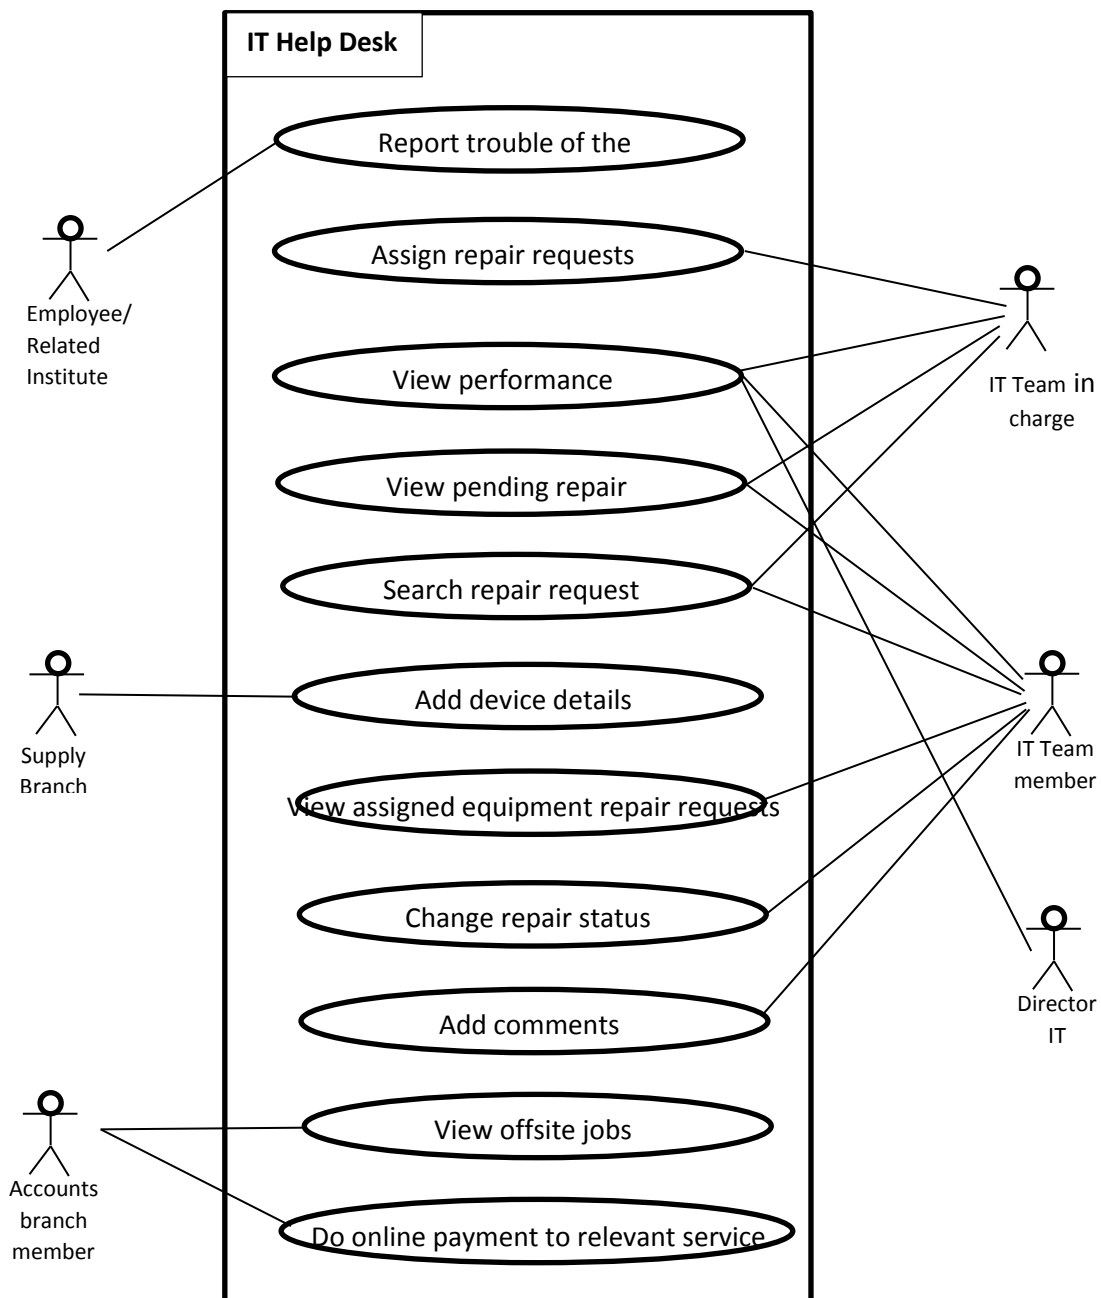 IT Help Desk
Report trouble of the
Assign repair requests
Employee/
Related
Institute
View performance
IT Team in
charge
View pending repair
Search repair request
Add device details
Supply
Branch
IT Team
member
View assigned equipment repair requests
Change repair status
Add comments
Director
IT
View offsite jobs
Accounts
branch
member
Do online payment to relevant service